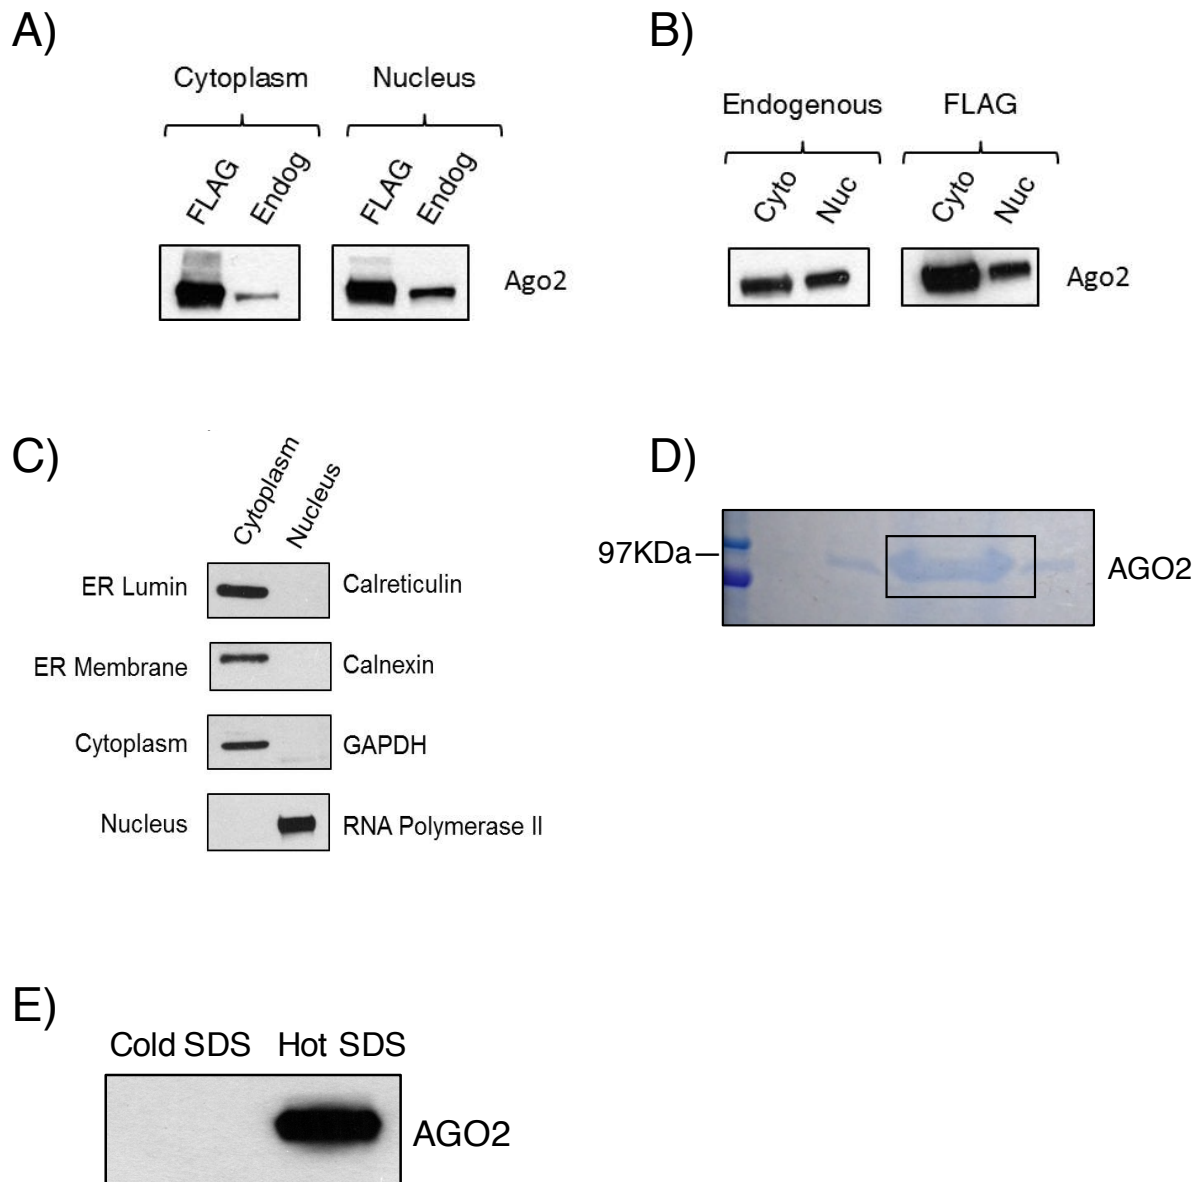 A)
Cytoplasm Nucleus
FLAG Endog FLAG Endog
Ago2
B)
Endogenous FLAG
Cyto Nuc Cyto Nuc
Ago2
C)
Cytoplasm Nucleus
ER Lumin Calreticulin
ER Membrane Calnexin
Cytoplasm GAPDH
Nucleus RNA Polymerase II
D)
97KDa AGO2
E)
Cold SDS Hot SDS
AGO2